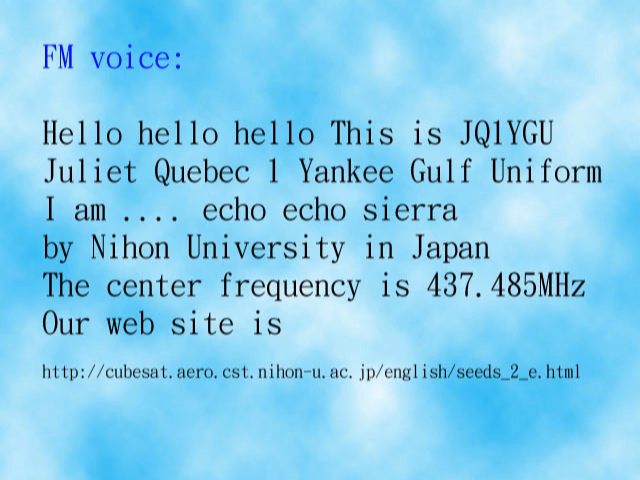 FM voice:
Hello hello hello This is JQ1YGU
Juliet Quebec 1 Yankee Gulf Uniform
I am .... echo echo sierra
by Nihon University in Japan
The center frequency is 437.485MHz
Our web site is
http://cubesat.aero.cst.nihon-u.ac.jp/english/seeds_2_e.html